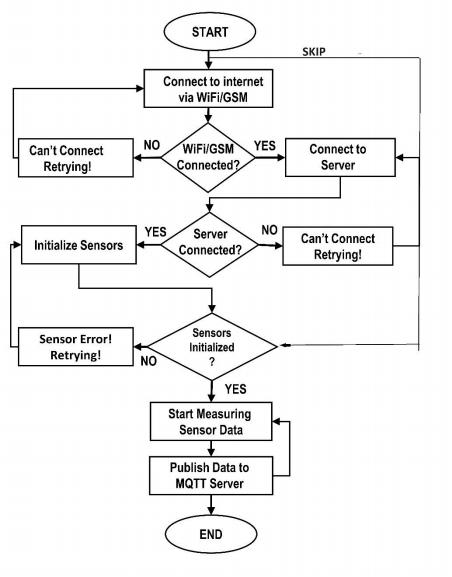 START
SKIP
Connect to internet
via WiFi/GSM
WiFi/GSM
Connected?
NO
YES
Can't Connect
Retrying!
Connect to
Server
Server
Connected?
YES
NO
Initialize Sensors
Can't Connect
Retrying!
Sensors
Initialized
?
Sensor Error!
Retrying!
NO
YES
Start Measuring
Sensor Data
Publish Data to
MQTT Server
END